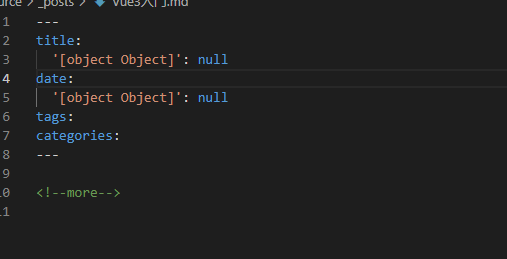 urce > _posts > Vue3入门.md
1 ---
2 title:
3 '[object Object]': null
4 date:
5 '[object Object]': null
6 tags:
7 categories:
8 ---
9
10 <!--more-->
11